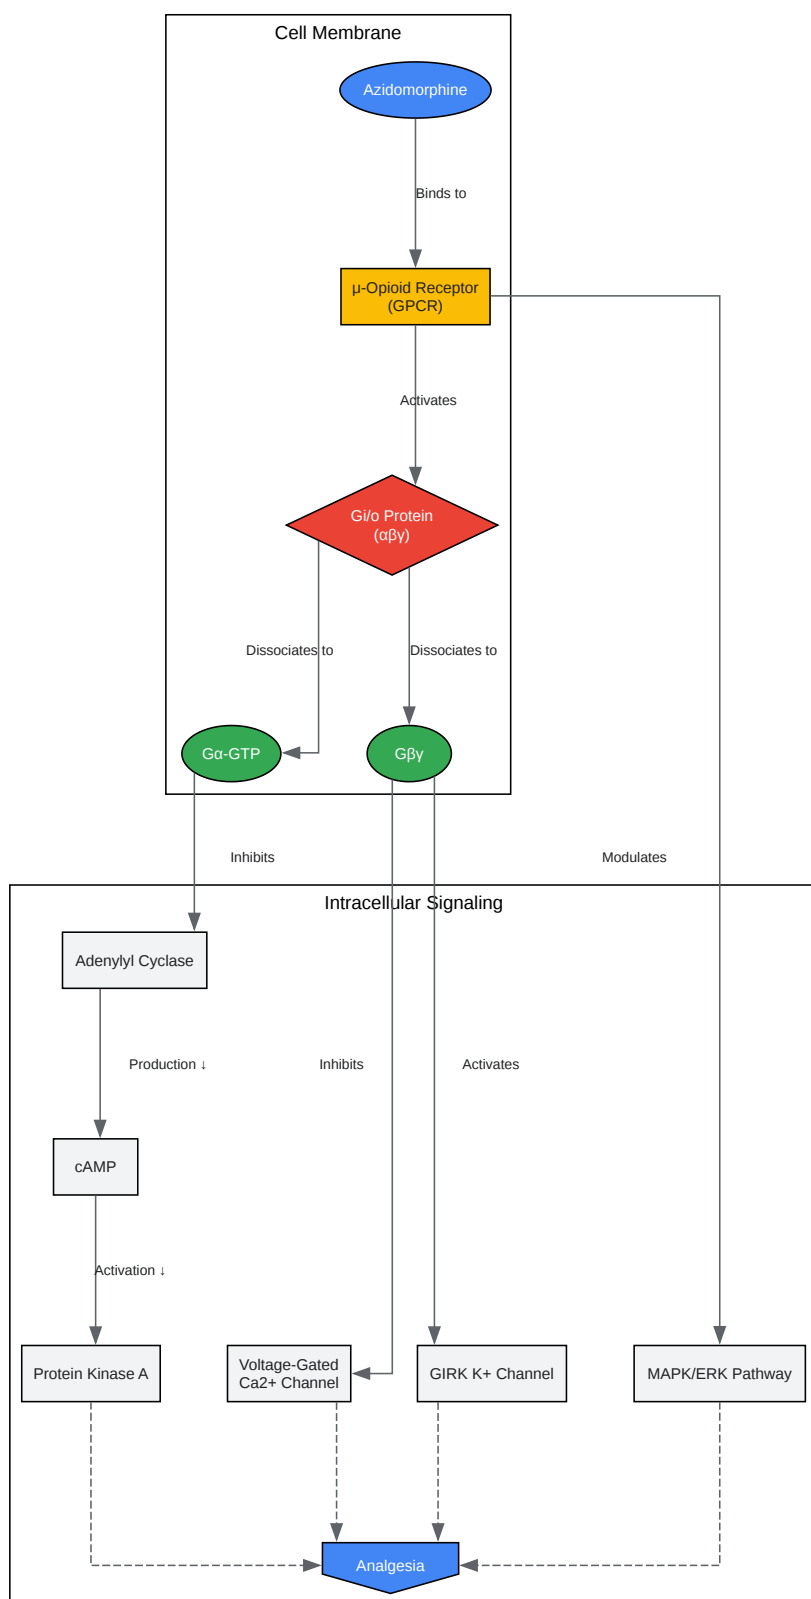 Cell Membrane
Azidomorphine
Binds to
μ-Opioid Receptor
(GPCR)
Activates
Gi/o Protein
(αβγ)
Dissociates to
Dissociates to
Gα-GTP
Gβγ
Inhibits
Modulates
Intracellular Signaling
Adenylyl Cyclase
Production ↓
Inhibits
Activates
cAMP
Activation ↓
Protein Kinase A
Voltage-Gated
Ca2+ Channel
GIRK K+ Channel
MAPK/ERK Pathway
Analgesia